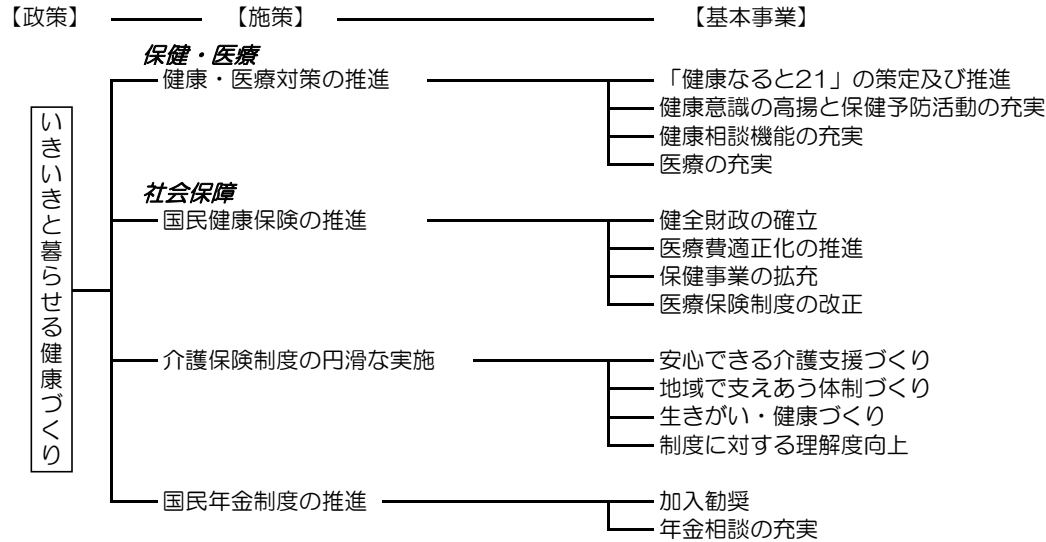 【政策】 【施策】 【基本事業】
保健・医療
健康・医療対策の推進
「健康なると21」の策定及び推進
健康意識の高揚と保健予防活動の充実
健康相談機能の充実
医療の充実
いきいきと暮らせる健康づくり
社会保障
国民健康保険の推進
健全財政の確立
医療費適正化の推進
保健事業の拡充
医療保険制度の改正
介護保険制度の円滑な実施
安心できる介護支援づくり
地域で支えあう体制づくり
生きがい・健康づくり
制度に対する理解度向上
国民年金制度の推進
加入勧奨
年金相談の充実